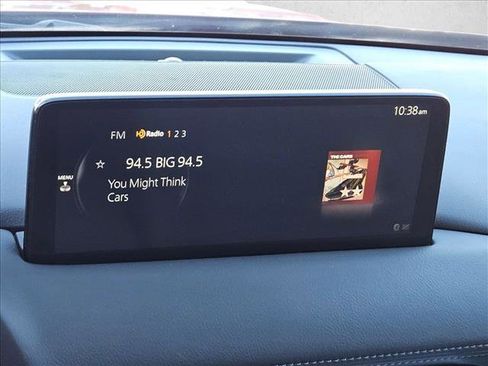 10:38am
FM HD Radio 1 2 3
☆ 94.5 BIG 94.5
MENU
You Might Think
Cars
THE CARS